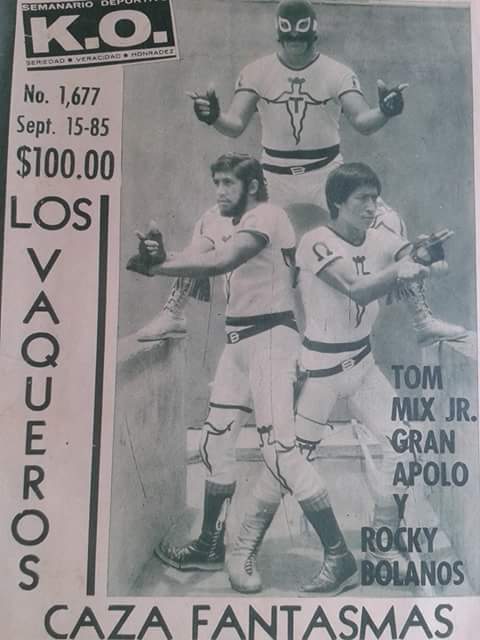 SEMANARIO DEPORTIVO
K.O.
SERIEDAD • VERACIDAD • HONRADEZ
No. 1,677
Sept. 15-85
$100.00
LOS
VAQUEROS
TOM
MIX JR.
GRAN
APOLO
Y
ROCKY
BOLANOS
CAZA FANTASMAS